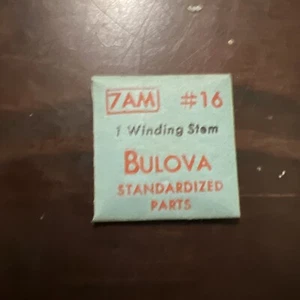 7AM #16
1 Winding Stem
BULOVA
STANDARDIZED
PARTS